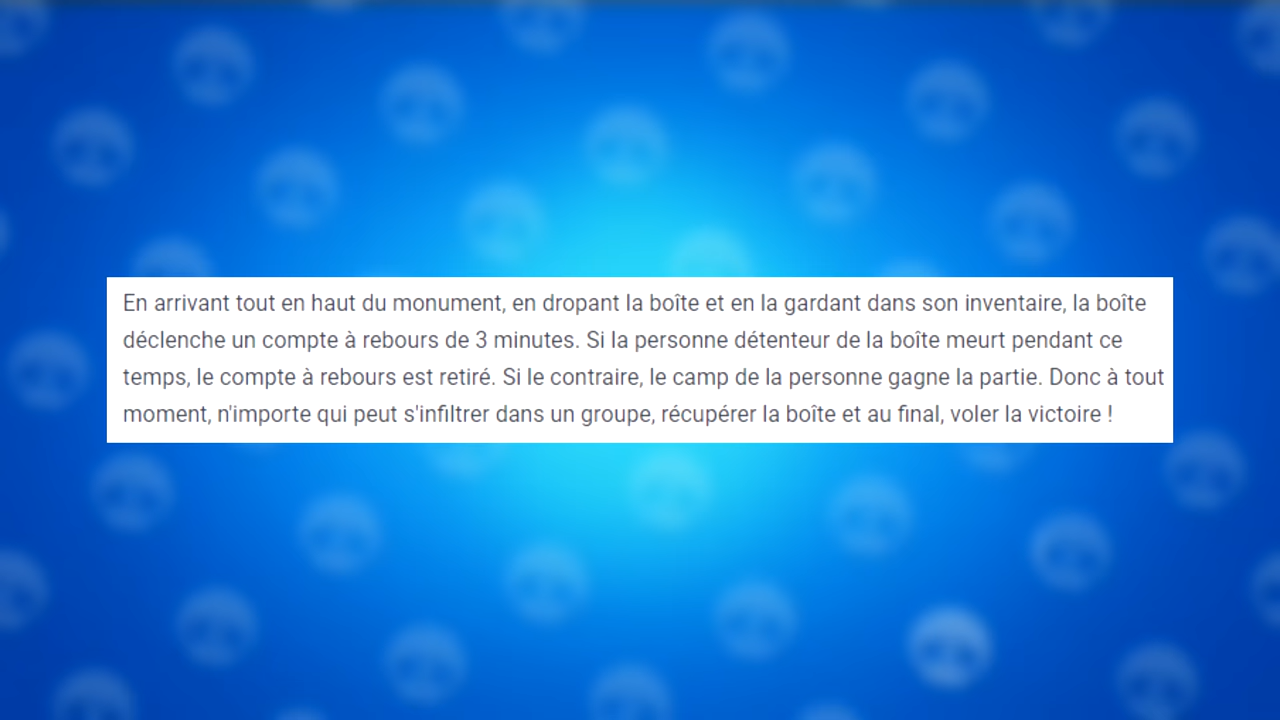 En arrivant tout en haut du monument, en dropant la boîte et en la gardant dans son inventaire, la boîte
déclenche un compte à rebours de 3 minutes. Si la personne détenteur de la boîte meurt pendant ce
temps, le compte à rebours est retiré. Si le contraire, le camp de la personne gagne la partie. Donc à tout
moment, n'importe qui peut s'infiltrer dans un groupe, récupérer la boîte et au final, voler la victoire !